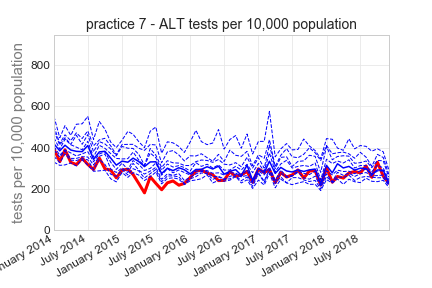 practice 7 - ALT tests per 10,000 population
tests per 10,000 population
800
600
400
200
0
nuary 2014
July 2014
January 2015
July 2015
January 2016
July 2016
January 2017
July 2017
January 2018
July 2018